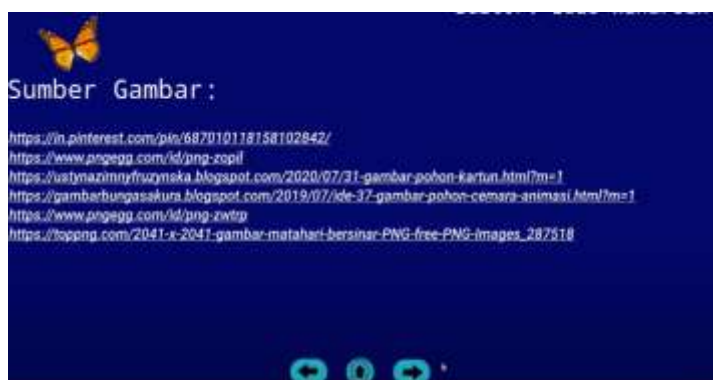 Sumber Gambar:
https://in.pinterest.com/pin/687010118158102842/
https://www.pngegg.com/id/png-zopil
https://ustynazimnyfruzynska.blogspot.com/2020/07/31-gambar-pohon-kartun.html?m=1
https://gambarbungasakura.blogspot.com/2019/07/ide-37-gambar-pohon-cemara-animasi.html?m=1
https://www.pngegg.com/id/png-zwtrp
https://toppng.com/2041-x-2041-gambar-matahari-bersinar-PNG-free-PNG-Images_287518